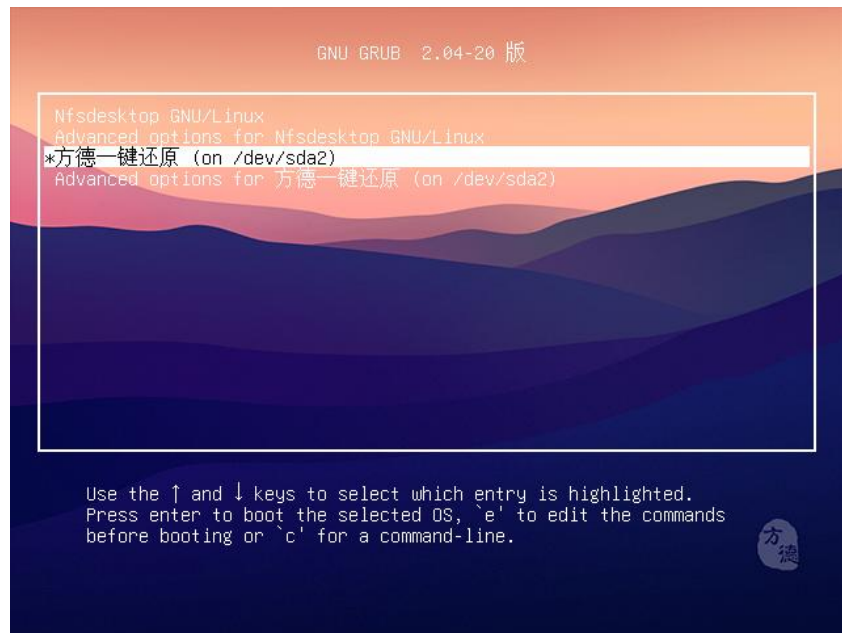 GNU GRUB 2.04-20 版
Nfsdesktop GNU/Linux
Advanced options for Nfsdesktop GNU/Linux
*方德一键还原 (on /dev/sda2)
Advanced options for 方德一键还原 (on /dev/sda2)
Use the ↑ and ↓ keys to select which entry is highlighted.
Press enter to boot the selected OS, `e' to edit the commands
before booting or `c' for a command-line.
方德